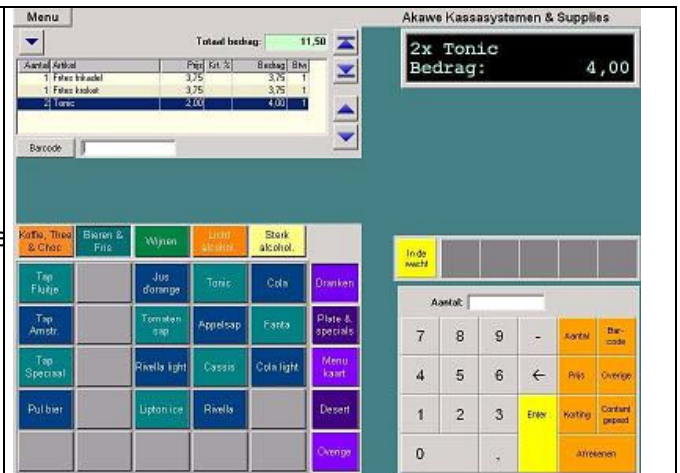 Menu
Akawe Kassasystemen & Supplies
Totaal bedrag: 11,50
Aantal Artikel Prijs Krt. % Bedrag Btw
1 Frites frikadel 3,75 3,75 1
1 Frites kroket 3,75 3,75 1
2 Tonic 2,00 4,00 1
2x Tonic
Bedrag: 4,00
Barcode
Koffie, Thee & Choc
Bieren & Fris
Wijnen
Licht alcohol.
Sterk alcohol.
In de wacht
Tap Fluitje
Jus d'orange
Tonic
Cola
Dranken
Tap Amstr.
Tomaten sap
Appelsap
Fanta
Plate & specials
Tap Speciaal
Rivella light
Cassis
Cola light
Menu kaart
Pul bier
Lipton ice
Rivella
Desert
Overige
Aantal:
7 8 9 - Aantal Bar-code
4 5 6 ← Prijs Overige
1 2 3 Enter Korting Contant gepast
0 . Afrekenen